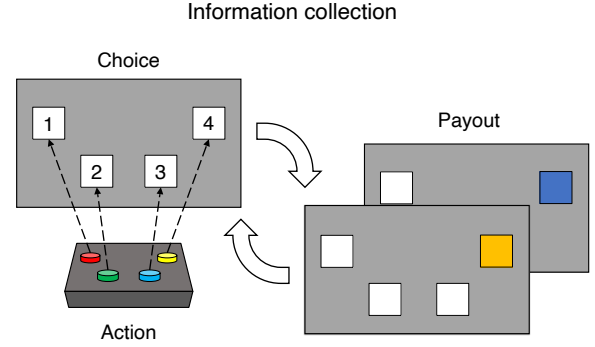 Information collection
Choice
1
4
2
3
Payout
Action